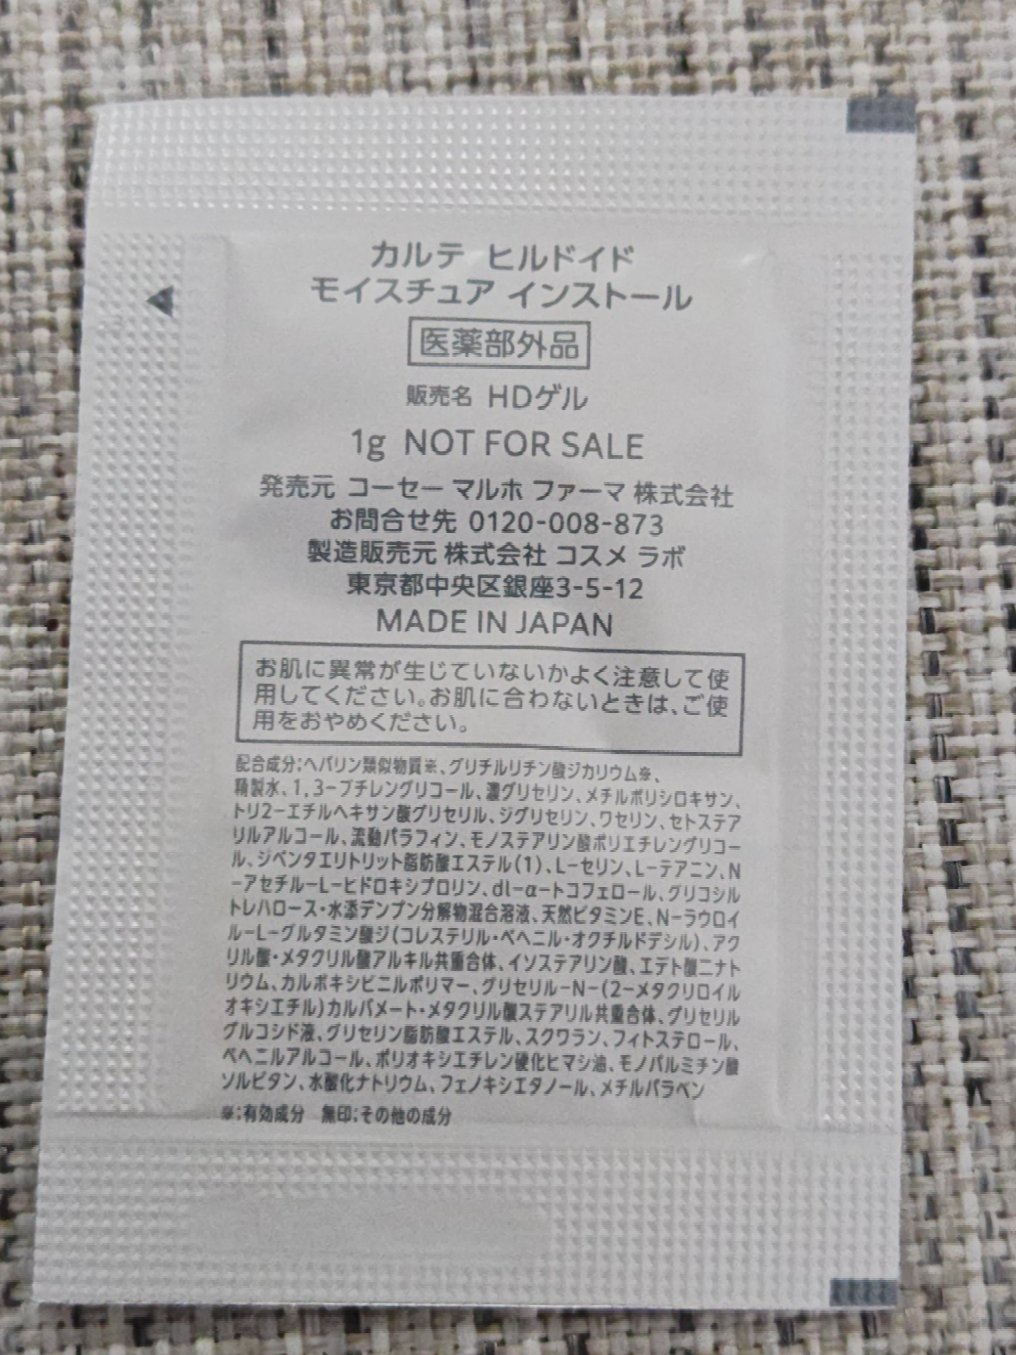 カルテ ヒルドイド
モイスチュア インストール
医薬部外品
販売名 HDゲル
1g NOT FOR SALE
発売元 コーセー マルホ ファーマ 株式会社
お問合せ先 0120-008-873
製造販売元 株式会社 コスメ ラボ
東京都中央区銀座3-5-12
MADE IN JAPAN
お肌に異常が生じていないかよく注意して使
用してください。お肌に合わないときは、ご使
用をおやめください。
配合成分;ヘパリン類似物質※、グリチルリチン酸ジカリウム※、
精製水、1,3-ブチレングリコール、濃グリセリン、メチルポリシロキサン、
トリ2-エチルヘキサン酸グリセリル、ジグリセリン、ワセリン、セトステア
リルアルコール、流動パラフィン、モノステアリン酸ポリエチレングリコー
ル、ジペンタエリトリット脂肪酸エステル(1)、L-セリン、L-テアニン、N
-アセチル-L-ヒドロキシプロリン、dl-α-トコフェロール、グリコシル
トレハロース・水添デンプン分解物混合溶液、天然ビタミンE、N-ラウロイ
ル-L-グルタミン酸ジ(コレステリル・ベヘニル・オクチルドデシル)、アク
リル酸・メタクリル酸アルキル共重合体、イソステアリン酸、エデト酸二ナト
リウム、カルボキシビニルポリマー、グリセリル-N-(2-メタクリロイル
オキシエチル)カルバメート・メタクリル酸ステアリル共重合体、グリセリル
グルコシド液、グリセリン脂肪酸エステル、スクワラン、フィトステロール、
ベヘニルアルコール、ポリオキシエチレン硬化ヒマシ油、モノパルミチン酸
ソルビタン、水酸化ナトリウム、フェノキシエタノール、メチルパラベン
※;有効成分 無印;その他の成分